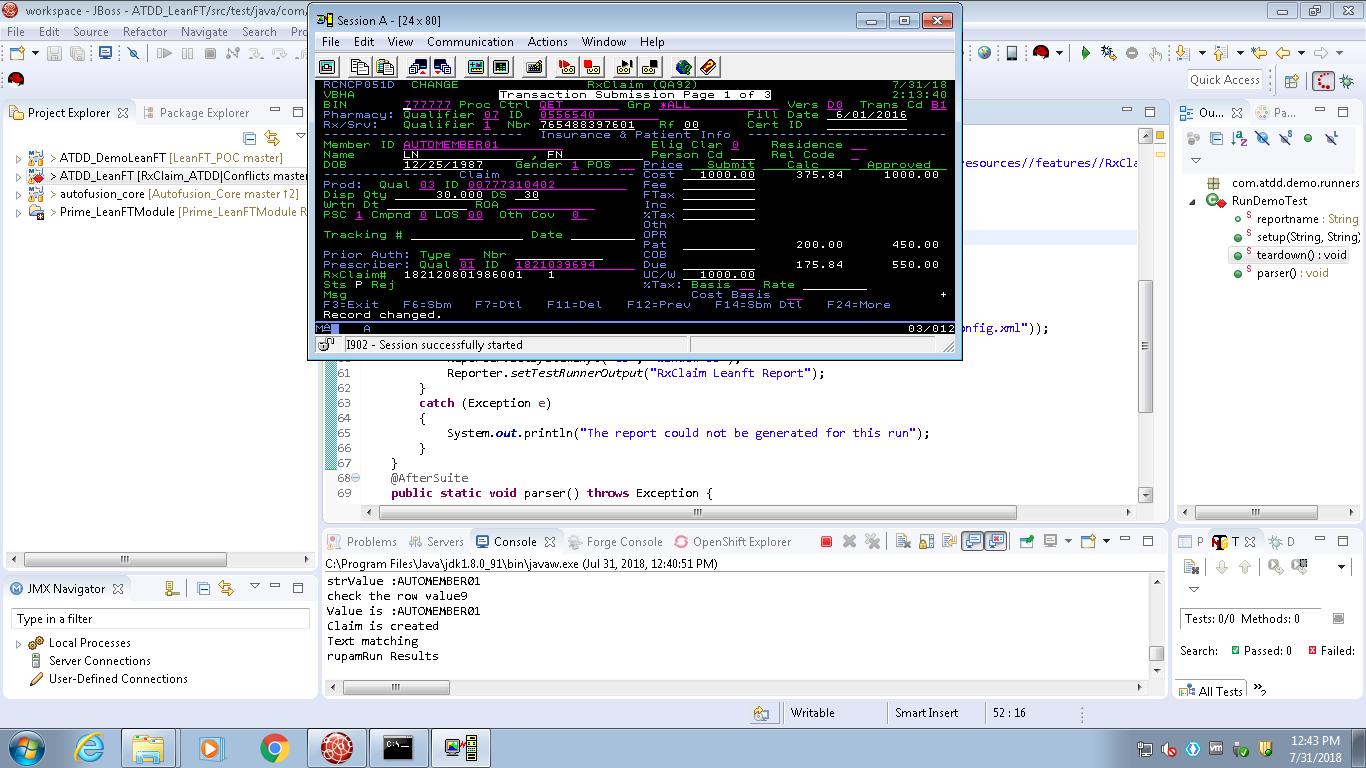 workspace - JBoss - ATDD_LeanFT/src/test/java/com/
File Edit Source Refactor Navigate Search
Quick Access
Project Explorer Package Explorer
> ATDD_DemoLeanFT [LeanFT_POC master]
> ATDD_LeanFT [RxClaim_ATDD|Conflicts master
> autofusion_core [Autofusion_Core master ↑2]
> Prime_LeanFTModule [Prime_LeanFTModule R
Session A - [24 x 80]
File Edit View Communication Actions Window Help
RCNCP051D CHANGE RxClaim (QA92) 7/31/18
VBHA Transaction Submission Page 1 of 3 2:13:40
BIN 777777 Proc Ctrl QET Grp *ALL Vers D0 Trans Cd B1
Pharmacy: Qualifier 07 ID 0556540 Fill Date 6/01/2016
Rx/Srv: Qualifier 1 Nbr 765488397601 Rf 00 Cert ID
Insurance & Patient Info
Member ID AUTOMEMBER01 Elig Clar 0 Residence
Name LN , FN Person Cd Rel Code
DOB 12/25/1987 Gender 1 POS Price Submit Calc Approved
Claim Cost 1000.00 375.84 1000.00
Prod: Qual 03 ID 00777310402 Fee
Disp Qty 30.000 DS 30 FTax
Wrtn Dt ROA Inc
PSC 1 Cmpnd 0 LOS 00 Oth Cov 0 %Tax
Oth
Tracking # Date OPR
Pat 200.00 450.00
Prior Auth: Type Nbr COB
Prescriber: Qual 01 ID 1821039694 Due 175.84 550.00
RxClaim# 182120801986001 1 UC/W 1000.00
Sts P Rej %Tax: Basis Rate
Msg Cost Basis +
F3=Exit F6=Sbm F7=Dtl F11=Del F12=Prev F14=Sbm Dtl F24=More
Record changed.
MA A 03/012
I902 - Session successfully started
resources//features//RxCla
onfig.xml"));
61 Reporter.setTestRunnerOutput("RxClaim Leanft Report");
62 }
63 catch (Exception e)
64 {
65 System.out.println("The report could not be generated for this run");
66 }
67 }
68 @AfterSuite
69 public static void parser() throws Exception {
Ou... Pa...
com.atdd.demo.runners
RunDemoTest
reportname : String
setup(String, String)
teardown() : void
parser() : void
JMX Navigator
Type in a filter
Local Processes
Server Connections
User-Defined Connections
Problems Servers Console Forge Console OpenShift Explorer
C:\Program Files\Java\jdk1.8.0_91\bin\javaw.exe (Jul 31, 2018, 12:40:51 PM)
strValue :AUTOMEMBER01
check the row value9
Value is :AUTOMEMBER01
Claim is created
Text matching
rupamRun Results
P T D
Tests: 0/0 Methods: 0
Search: Passed: 0 Failed:
All Tests
Writable Smart Insert 52 : 16
12:43 PM
7/31/2018